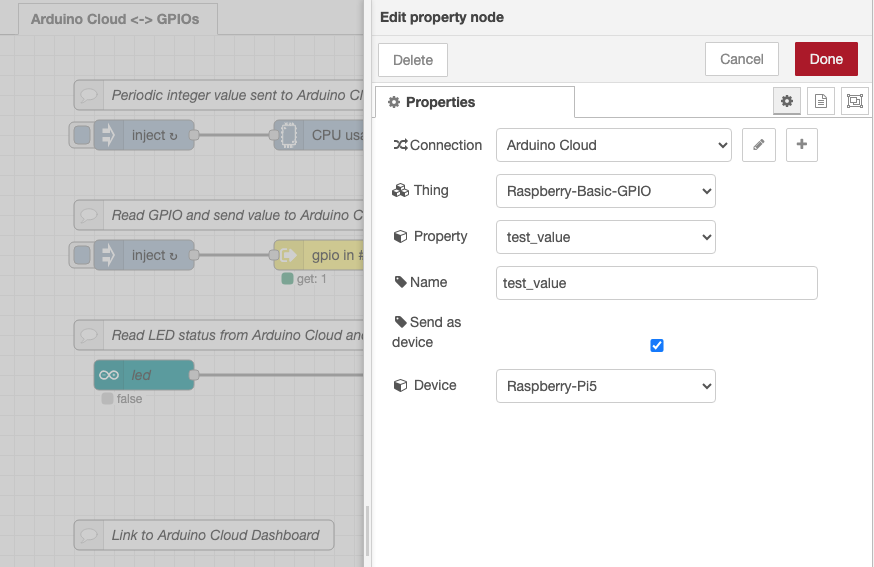 Arduino Cloud <-> GPIOs
Periodic integer value sent to Arduino Cl
inject ↻
CPU usa
Read GPIO and send value to Arduino C
inject ↻
gpio in #
get: 1
Read LED status from Arduino Cloud and
led
false
Link to Arduino Cloud Dashboard
Edit property node
Delete
Cancel
Done
Properties
Connection
Arduino Cloud
Thing
Raspberry-Basic-GPIO
Property
test_value
Name
test_value
Send as
device
Device
Raspberry-Pi5